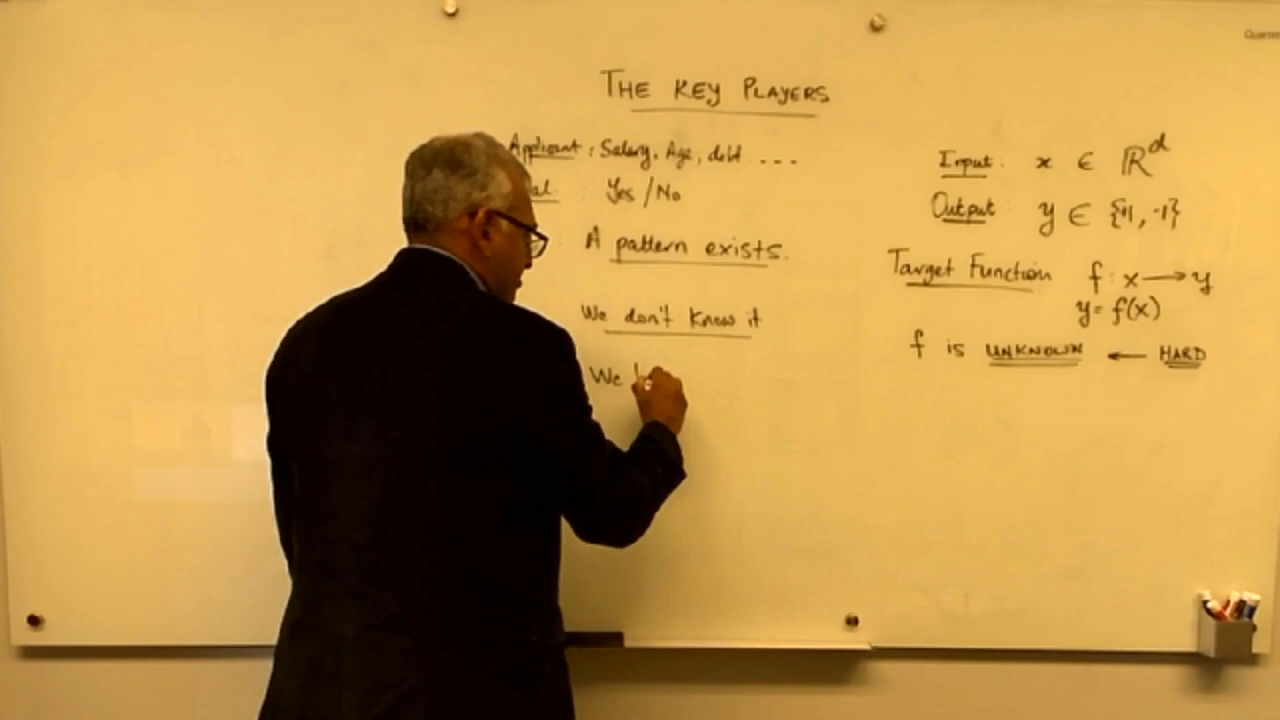 THE KEY PLAYERS
Applicant : Salary, Age, debt ....
: Yes / No
A pattern exists.
We don't know it
We
Input : x ∈ ℝᵈ
Output : y ∈ {+1, -1}
Target Function f : x ⟶ y
y = f(x)
f is UNKNOWN ⟵ HARD